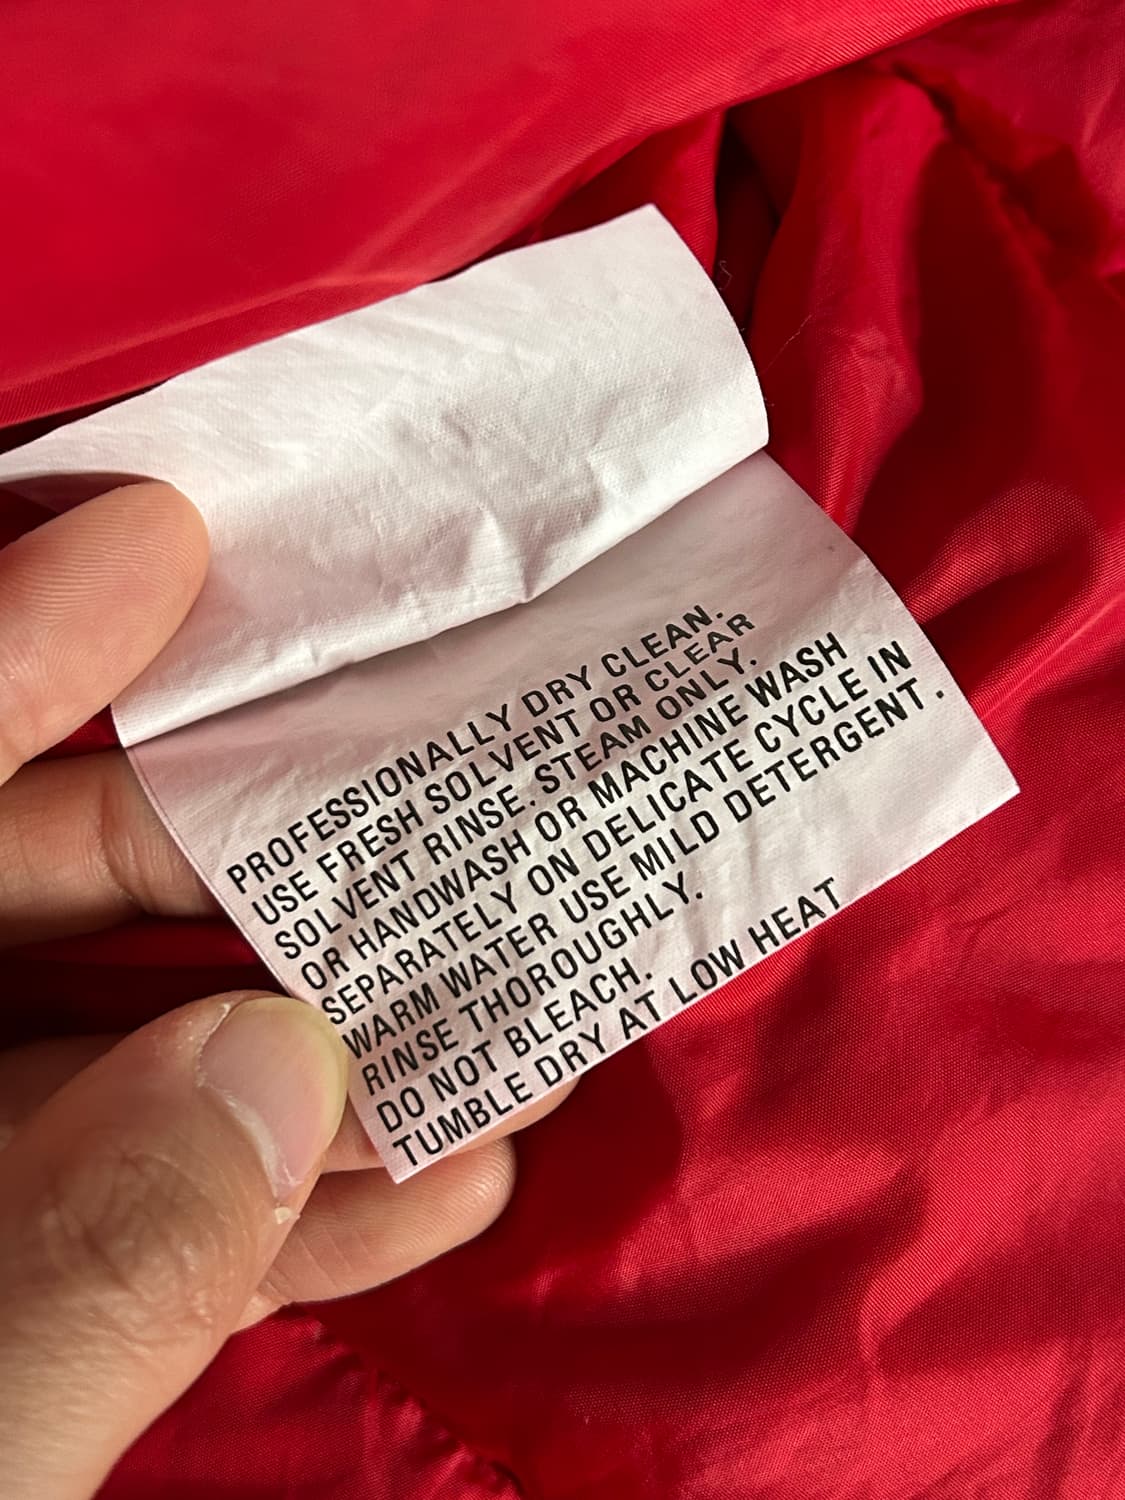 PROFESSIONALLY DRY CLEAN.
USE FRESH SOLVENT OR CLEAR
SOLVENT RINSE. STEAM ONLY.
OR HANDWASH OR MACHINE WASH
SEPARATELY ON DELICATE CYCLE IN
WARM WATER USE MILD DETERGENT.
RINSE THOROUGHLY.
DO NOT BLEACH.
TUMBLE DRY AT LOW HEAT